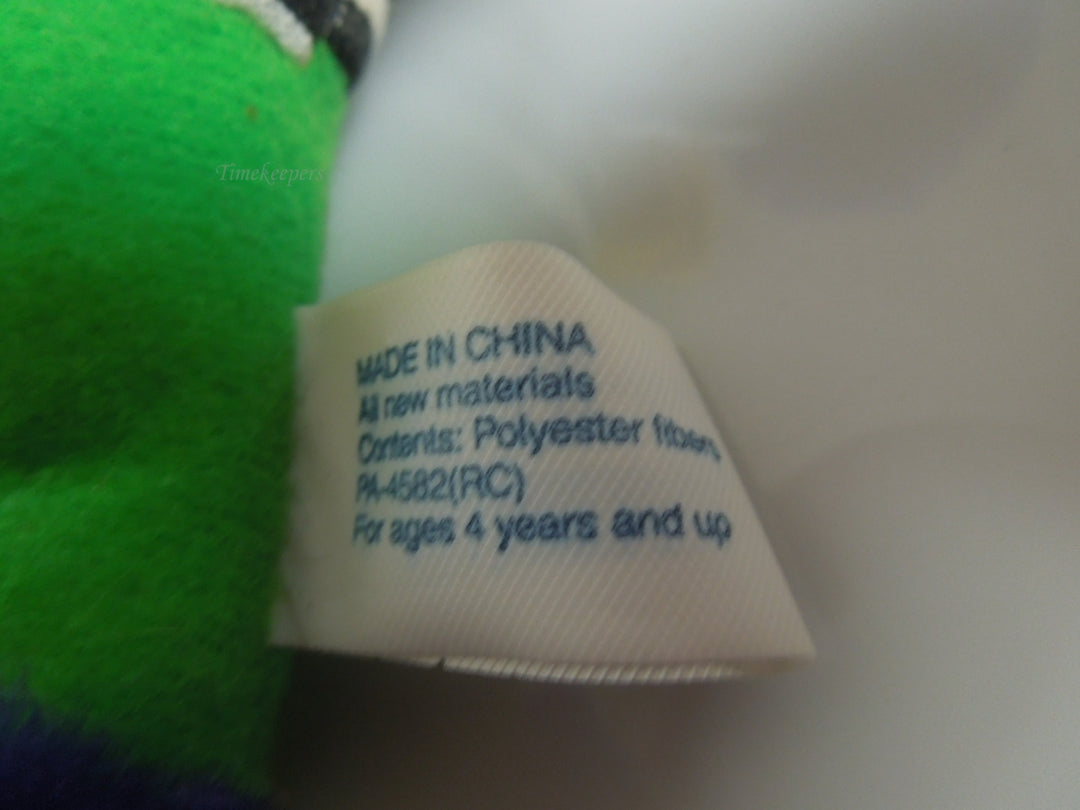 Timekeepers
MADE IN CHINA
All new materials
Contents: Polyester fibers
PA-4582(RC)
For ages 4 years and up